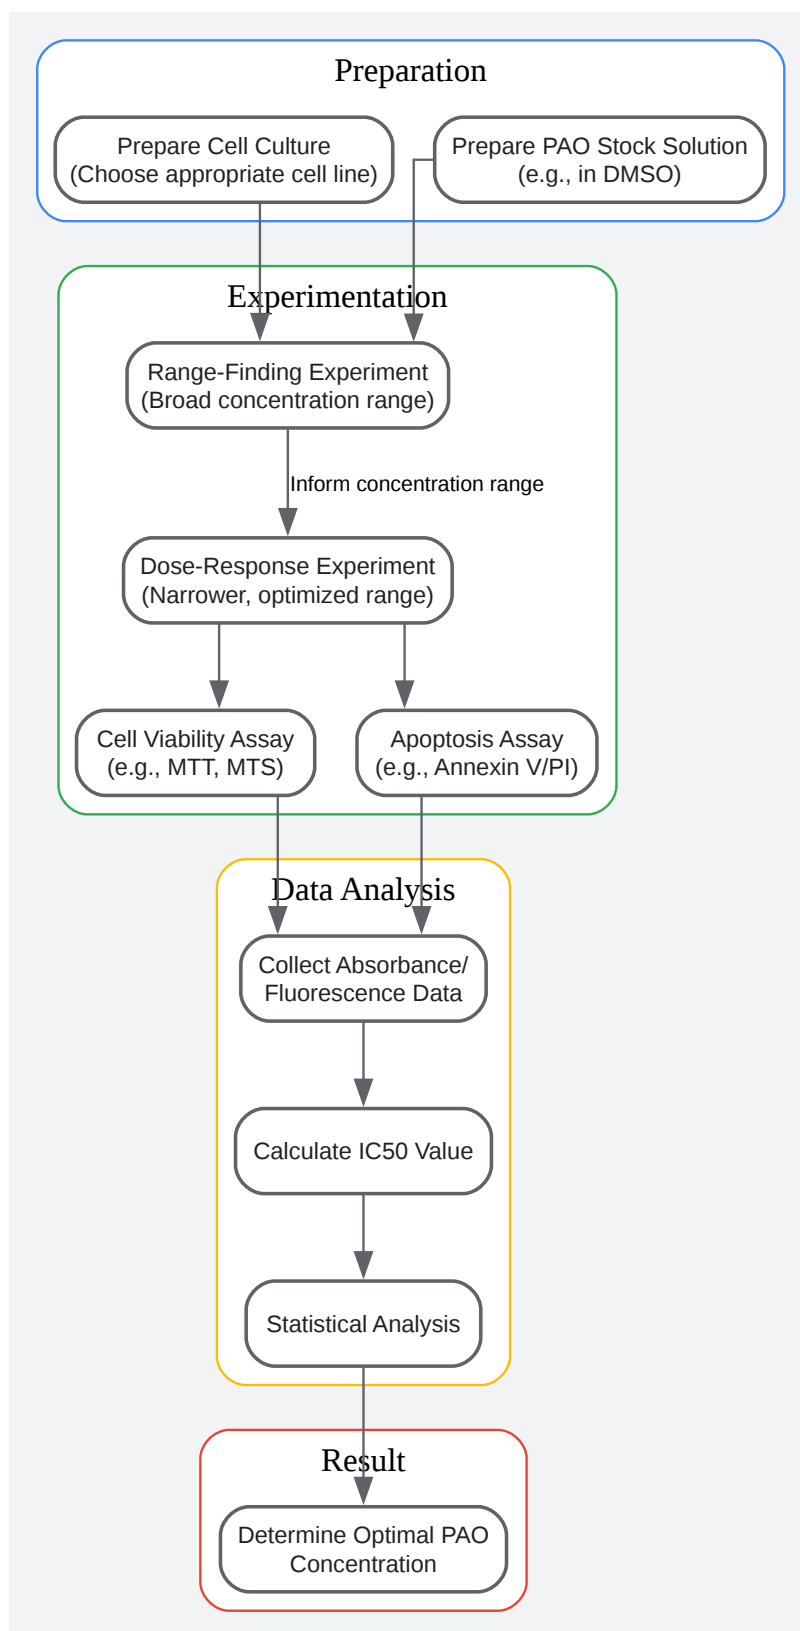 Preparation
Prepare Cell Culture
(Choose appropriate cell line)
Prepare PAO Stock Solution
(e.g., in DMSO)
Experimentation
Range-Finding Experiment
(Broad concentration range)
Inform concentration range
Dose-Response Experiment
(Narrower, optimized range)
Cell Viability Assay
(e.g., MTT, MTS)
Apoptosis Assay
(e.g., Annexin V/PI)
Data Analysis
Collect Absorbance/
Fluorescence Data
Calculate IC50 Value
Statistical Analysis
Result
Determine Optimal PAO
Concentration